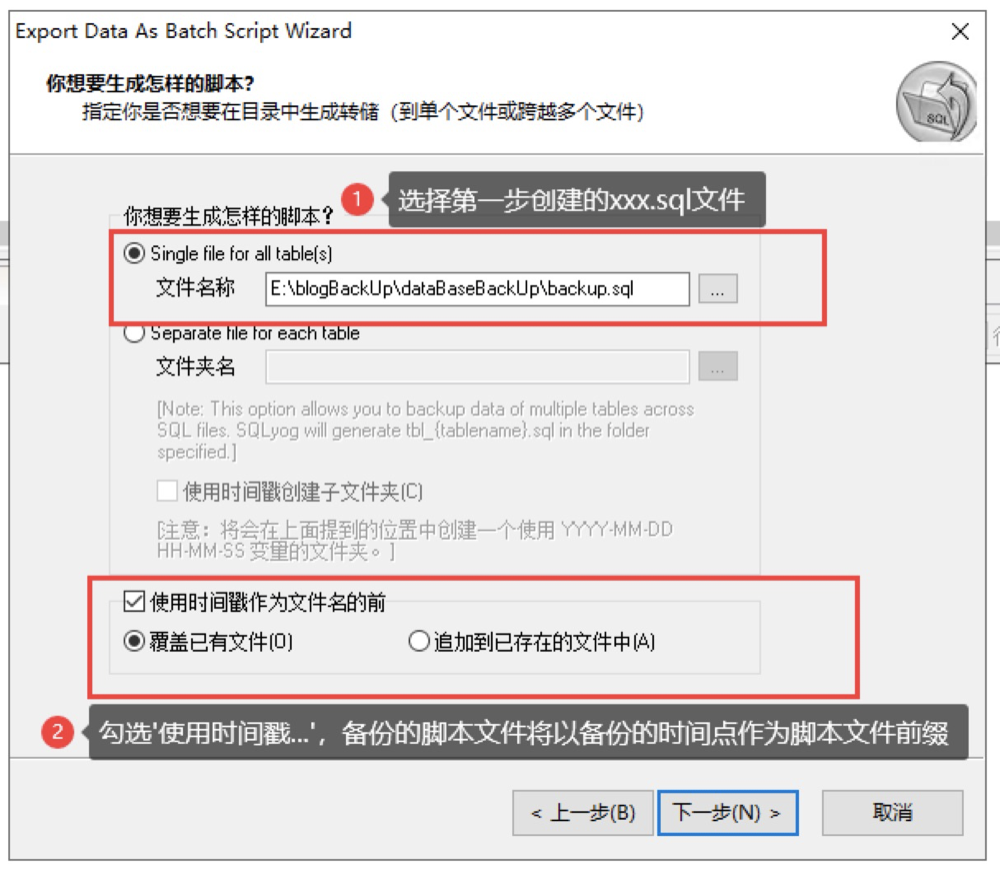 Export Data As Batch Script Wizard
你想要生成怎样的脚本?
指定你是否想要在目录中生成转储（到单个文件或跨越多个文件）
SQL
1 选择第一步创建的xxx.sql文件
你想要生成怎样的脚本?
Single file for all table(s)
文件名称 E:\blogBackUp\dataBaseBackUp\backup.sql ...
Separate file for each table
文件夹名 ...
[Note: This option allows you to backup data of multiple tables across
SQL files. SQLyog will generate tbl_{tablename}.sql in the folder
specified.]
使用时间戳创建子文件夹(C)
[注意：将会在上面提到的位置中创建一个使用 YYYY-MM-DD
HH-MM-SS 变量的文件夹。]
使用时间戳作为文件名的前
覆盖已有文件(O) 追加到已存在的文件中(A)
2 勾选'使用时间戳...'，备份的脚本文件将以备份的时间点作为脚本文件前缀
< 上一步(B) 下一步(N) > 取消